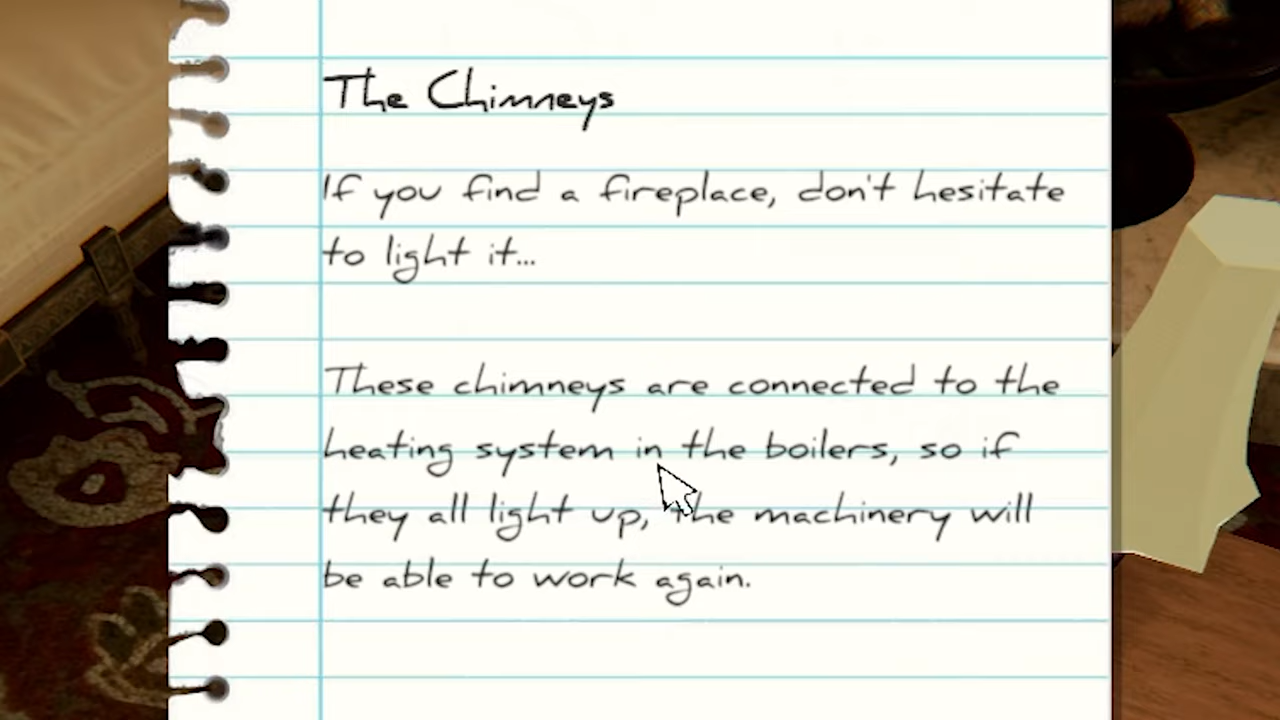 The Chimneys
If you find a fireplace, don't hesitate
to light it...
These chimneys are connected to the
heating system in the boilers, so if
they all light up, the machinery will
be able to work again.